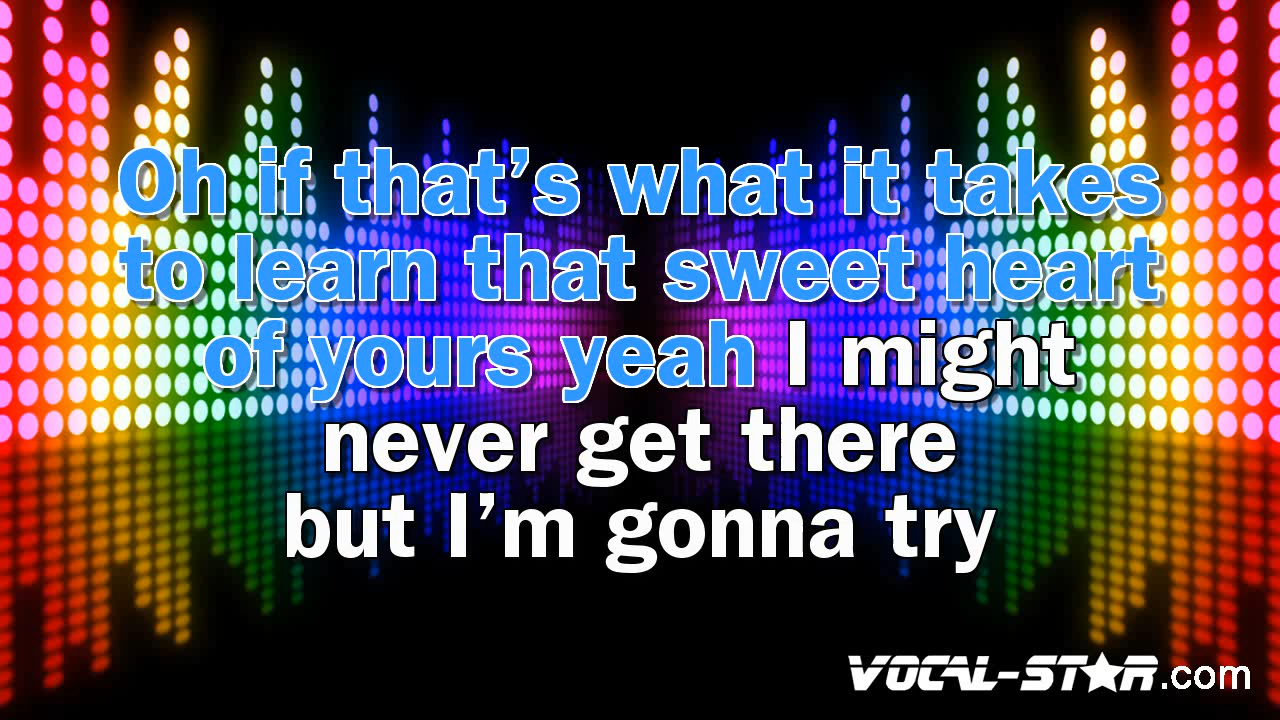 Oh if that's what it takes
to learn that sweet heart
of yours yeah I might
never get there
but I'm gonna try
VOCAL-STAR.com